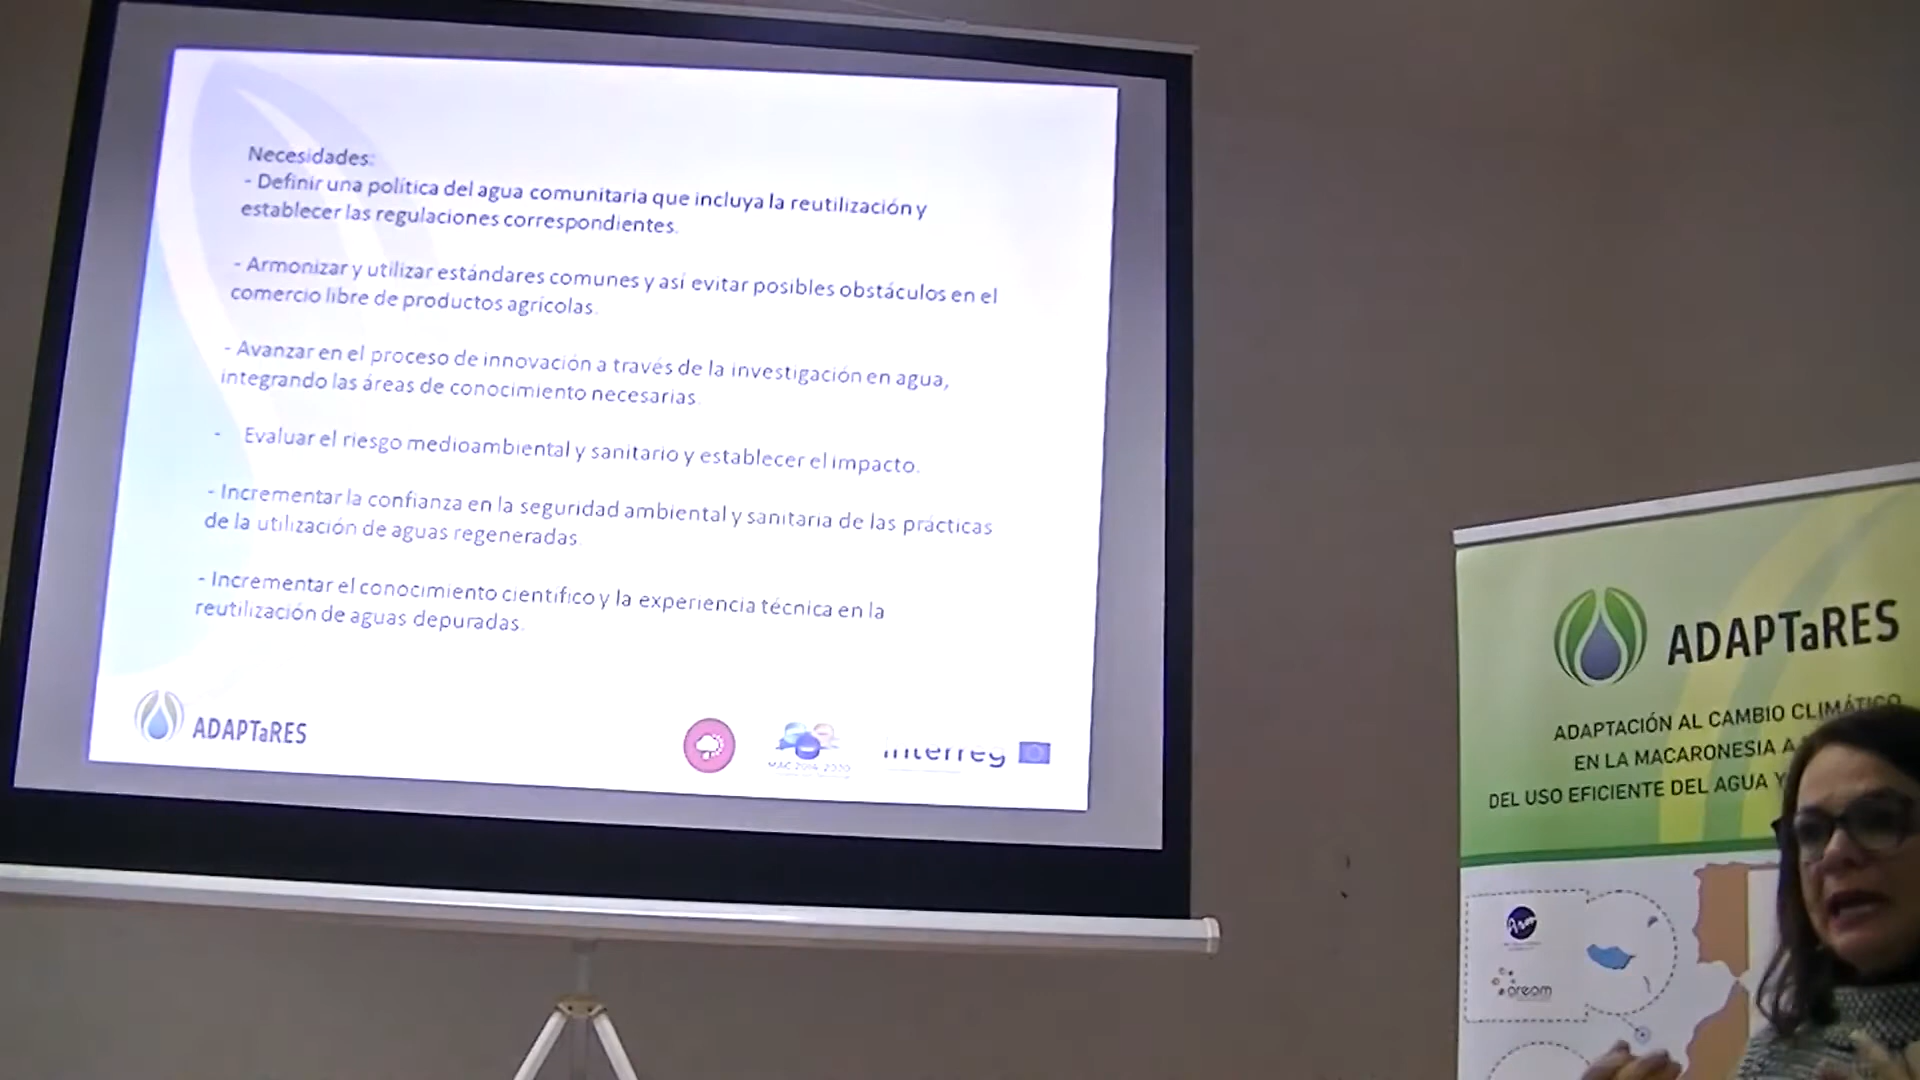 Necesidades:
- Definir una política del agua comunitaria que incluya la reutilización y
establecer las regulaciones correspondientes.
- Armonizar y utilizar estándares comunes y así evitar posibles obstáculos en el
comercio libre de productos agrícolas.
- Avanzar en el proceso de innovación a través de la investigación en agua,
integrando las áreas de conocimiento necesarias.
- Evaluar el riesgo medioambiental y sanitario y establecer el impacto.
- Incrementar la confianza en la seguridad ambiental y sanitaria de las prácticas
de la utilización de aguas regeneradas.
- Incrementar el conocimiento científico y la experiencia técnica en la
reutilización de aguas depuradas.
ADAPTaRES
MAC 2014-2020
Interreg
ADAPTaRES
ADAPTACIÓN AL CAMBIO CLIMÁTICO
EN LA MACARONESIA A
DEL USO EFICIENTE DEL AGUA Y
aream